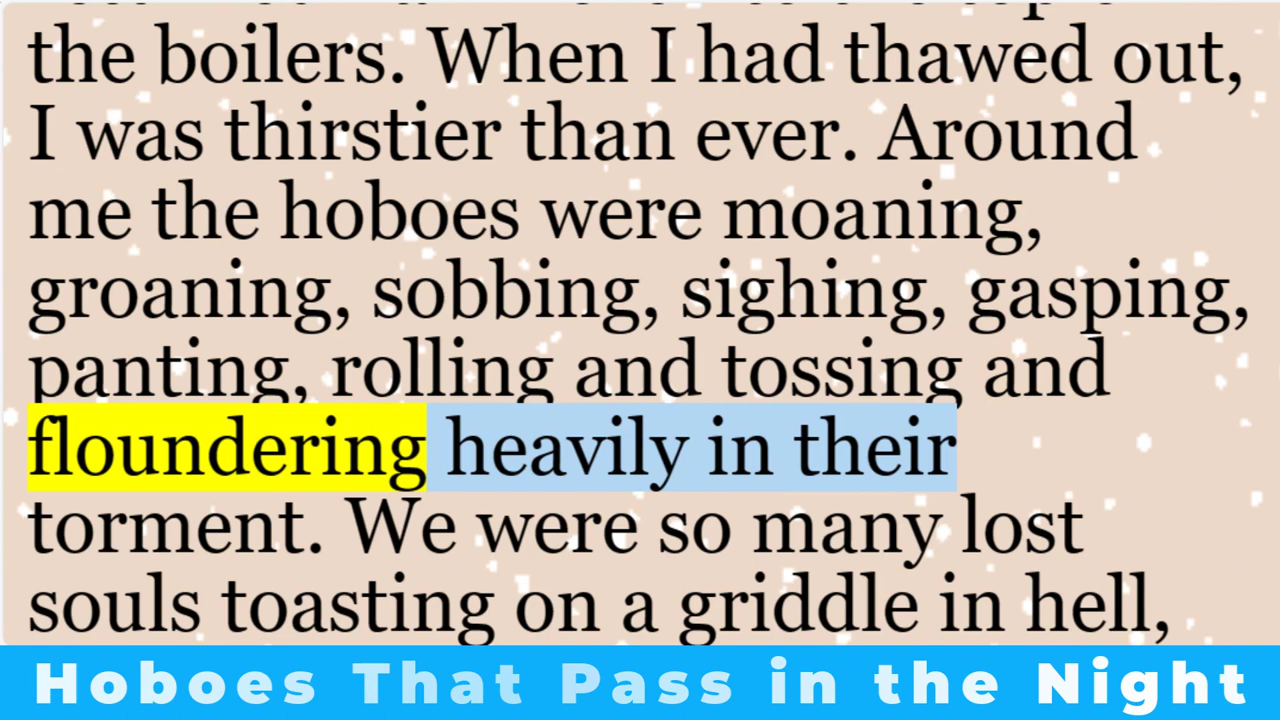 the boilers. When I had thawed out,
I was thirstier than ever. Around
me the hoboes were moaning,
groaning, sobbing, sighing, gasping,
panting, rolling and tossing and
floundering heavily in their
torment. We were so many lost
souls toasting on a griddle in hell,
Hoboes That Pass in the Night